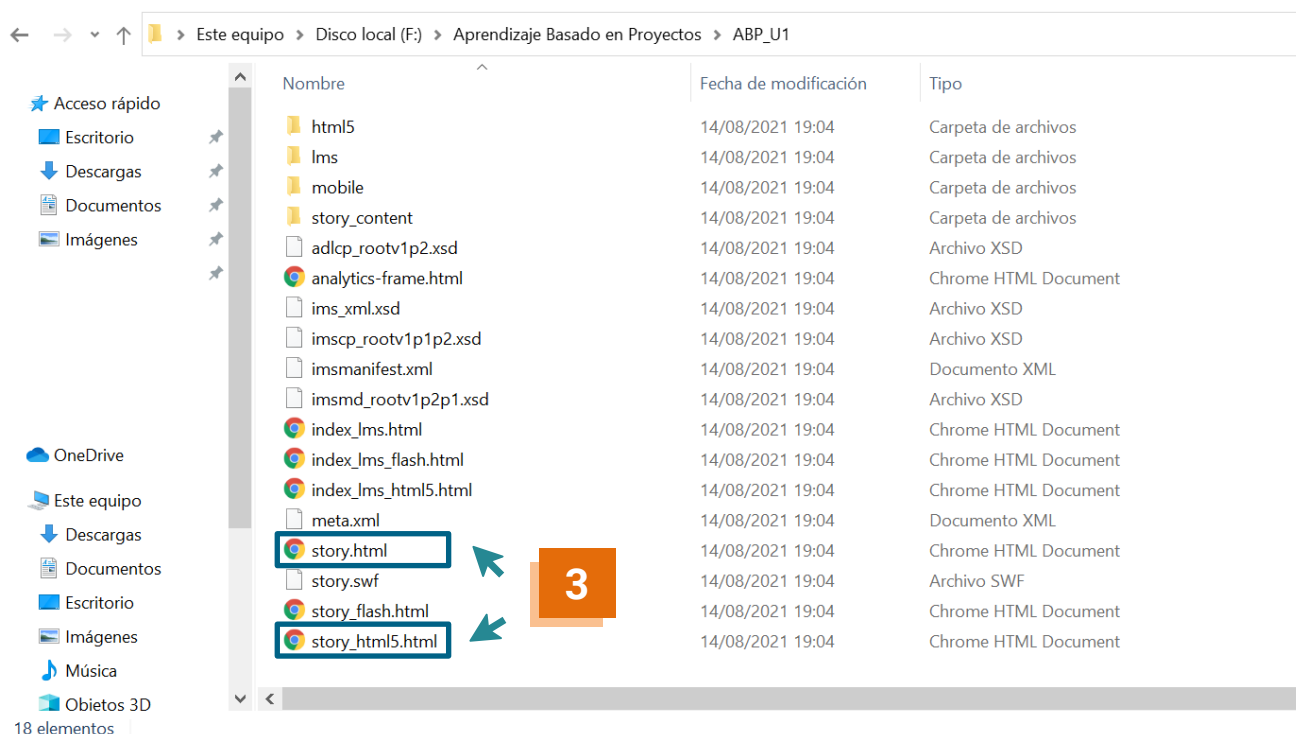 Este equipo > Disco local (F:) > Aprendizaje Basado en Proyectos > ABP_U1
Nombre Fecha de modificación Tipo
Acceso rápido
Escritorio
Descargas
Documentos
Imágenes
OneDrive
Este equipo
Descargas
Documentos
Escritorio
Imágenes
Música
Objetos 3D
html5 14/08/2021 19:04 Carpeta de archivos
lms 14/08/2021 19:04 Carpeta de archivos
mobile 14/08/2021 19:04 Carpeta de archivos
story_content 14/08/2021 19:04 Carpeta de archivos
adlcp_rootv1p2.xsd 14/08/2021 19:04 Archivo XSD
analytics-frame.html 14/08/2021 19:04 Chrome HTML Document
ims_xml.xsd 14/08/2021 19:04 Archivo XSD
imscp_rootv1p1p2.xsd 14/08/2021 19:04 Archivo XSD
imsmanifest.xml 14/08/2021 19:04 Documento XML
imsmd_rootv1p2p1.xsd 14/08/2021 19:04 Archivo XSD
index_lms.html 14/08/2021 19:04 Chrome HTML Document
index_lms_flash.html 14/08/2021 19:04 Chrome HTML Document
index_lms_html5.html 14/08/2021 19:04 Chrome HTML Document
meta.xml 14/08/2021 19:04 Documento XML
story.html 14/08/2021 19:04 Chrome HTML Document
story.swf 14/08/2021 19:04 Archivo SWF
story_flash.html 14/08/2021 19:04 Chrome HTML Document
story_html5.html 14/08/2021 19:04 Chrome HTML Document
3
18 elementos